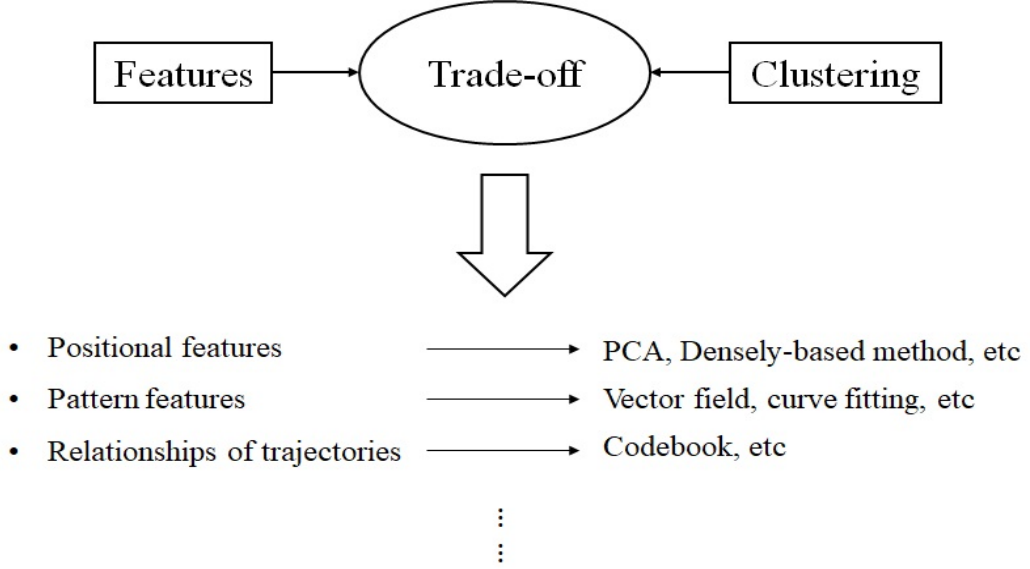 Features
Trade-off
Clustering
• Positional features
PCA, Densely-based method, etc
• Pattern features
Vector field, curve fitting, etc
• Relationships of trajectories
Codebook, etc